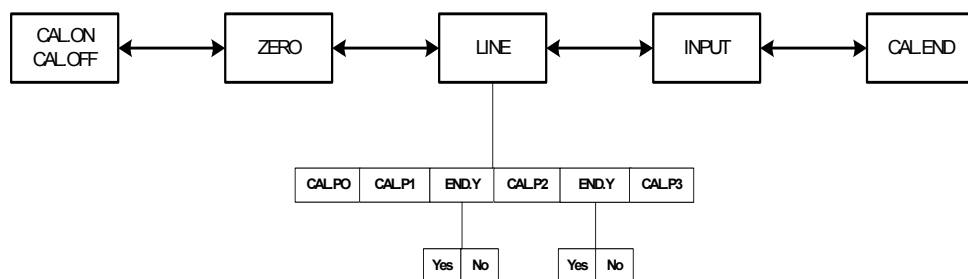 CAL.ON
CAL.OFF
ZERO
LINE
INPUT
CAL.END
CAL.P0 CAL.P1 END.Y CAL.P2 END.Y CAL.P3
Yes No Yes No